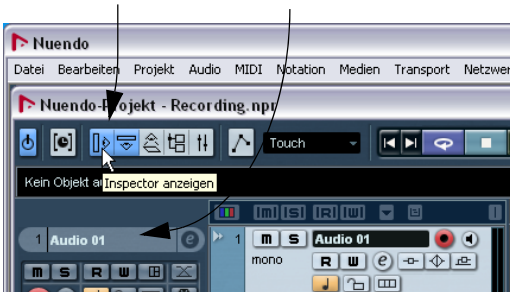 Nuendo
Datei Bearbeiten Projekt Audio MIDI Notation Medien Transport Netzwer
Nuendo-Projekt - Recording.npr
Touch
Kein Objekt au
Inspector anzeigen
m s R W
1 Audio 01 e
1 m s Audio 01
mono R W e
m s R W